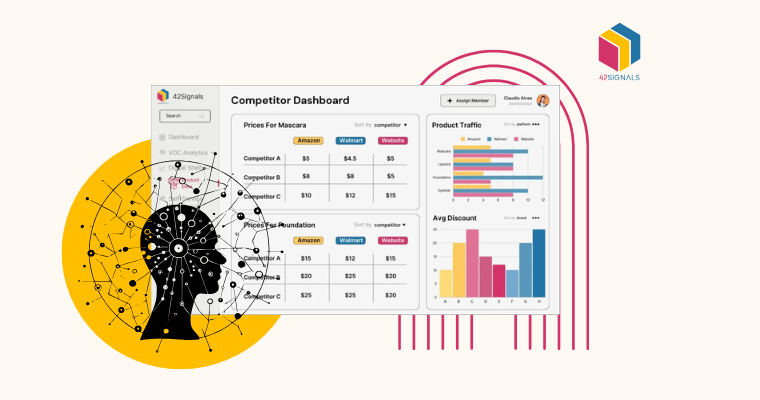 42SIGNALS
42Signals
Search
Dashboard
VOC Analytics
Digital Shelf
Competitor Dashboard
+ Assign Member
Claudia Alves
Administrator
Prices For Mascara
Sort by competitor
Amazon Walmart Website
Competitor A $5 $4.5 $5
Competitor B $8 $8 $5
Competitor C $10 $12 $15
Prices For Foundation
Sort by competitor
Amazon Walmart Website
Competitor A $15 $12 $15
Competitor B $20 $25 $25
Competitor C $25 $25 $25
Product Traffic
Sort by platform
Amazon Walmart Website
Mascara
Lipstick
Foundation
Eyeliner
0 2 4 6 8 10 12
Avg Discount
Sort by brand
25
20
15
10
5
0
A B C D E F G H